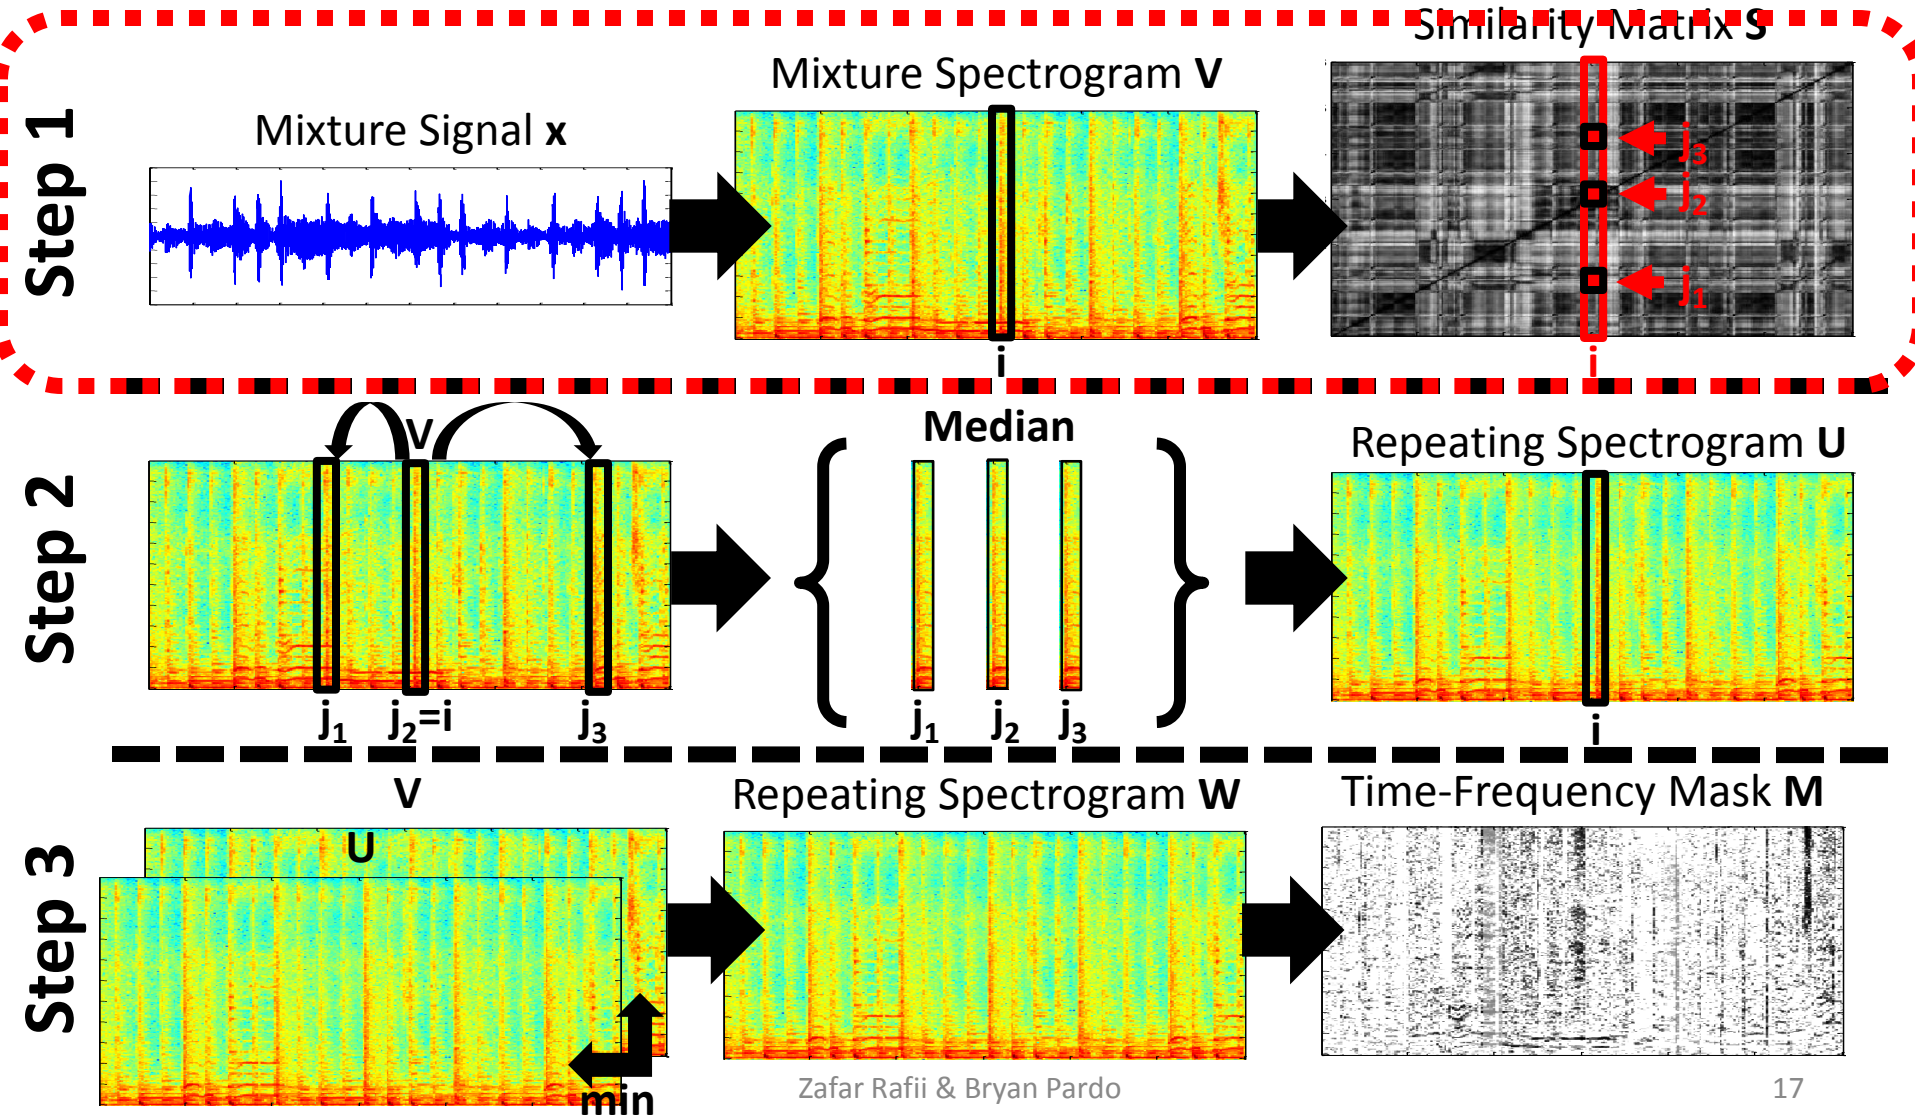 Step 1
Mixture Signal x
Mixture Spectrogram V
i
Similarity Matrix S
j3
j2
j1
i
Step 2
V
j1 j2=i j3
Median
j1 j2 j3
Repeating Spectrogram U
i
Step 3
V
U
min
Repeating Spectrogram W
Time-Frequency Mask M
Zafar Rafii & Bryan Pardo
17